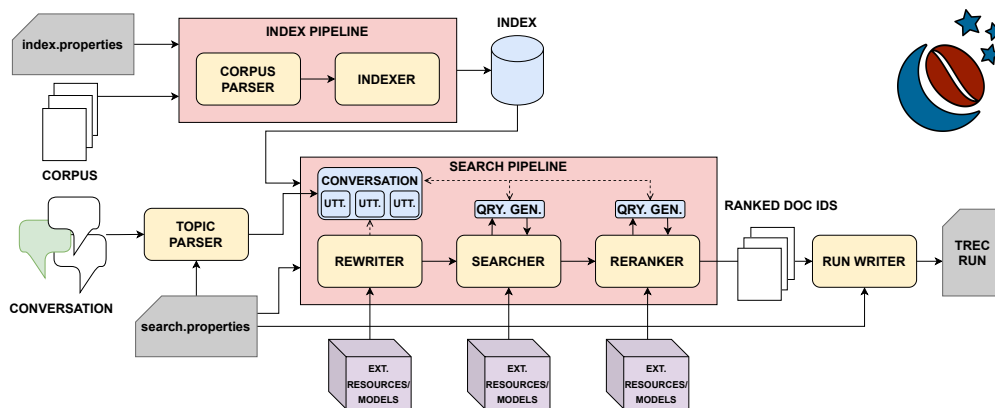 INDEX PIPELINE
INDEX
index.properties
CORPUS
PARSER
INDEXER
CORPUS
SEARCH PIPELINE
CONVERSATION
UTT.
UTT.
UTT.
QRY. GEN.
QRY. GEN.
RANKED DOC IDS
TOPIC
PARSER
REWRITER
SEARCHER
RERANKER
RUN WRITER
TREC
RUN
CONVERSATION
search.properties
EXT.
RESOURCES/
MODELS
EXT.
RESOURCES/
MODELS
EXT.
RESOURCES/
MODELS